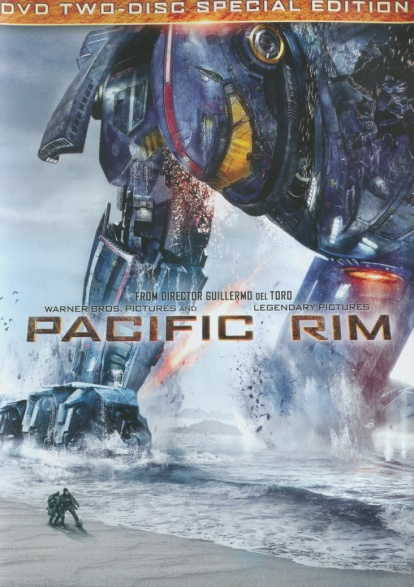 DVD TWO-DISC SPECIAL EDITION
FROM DIRECTOR GUILLERMO DEL TORO
WARNER BROS. PICTURES AND LEGENDARY PICTURES
PACIFIC RIM